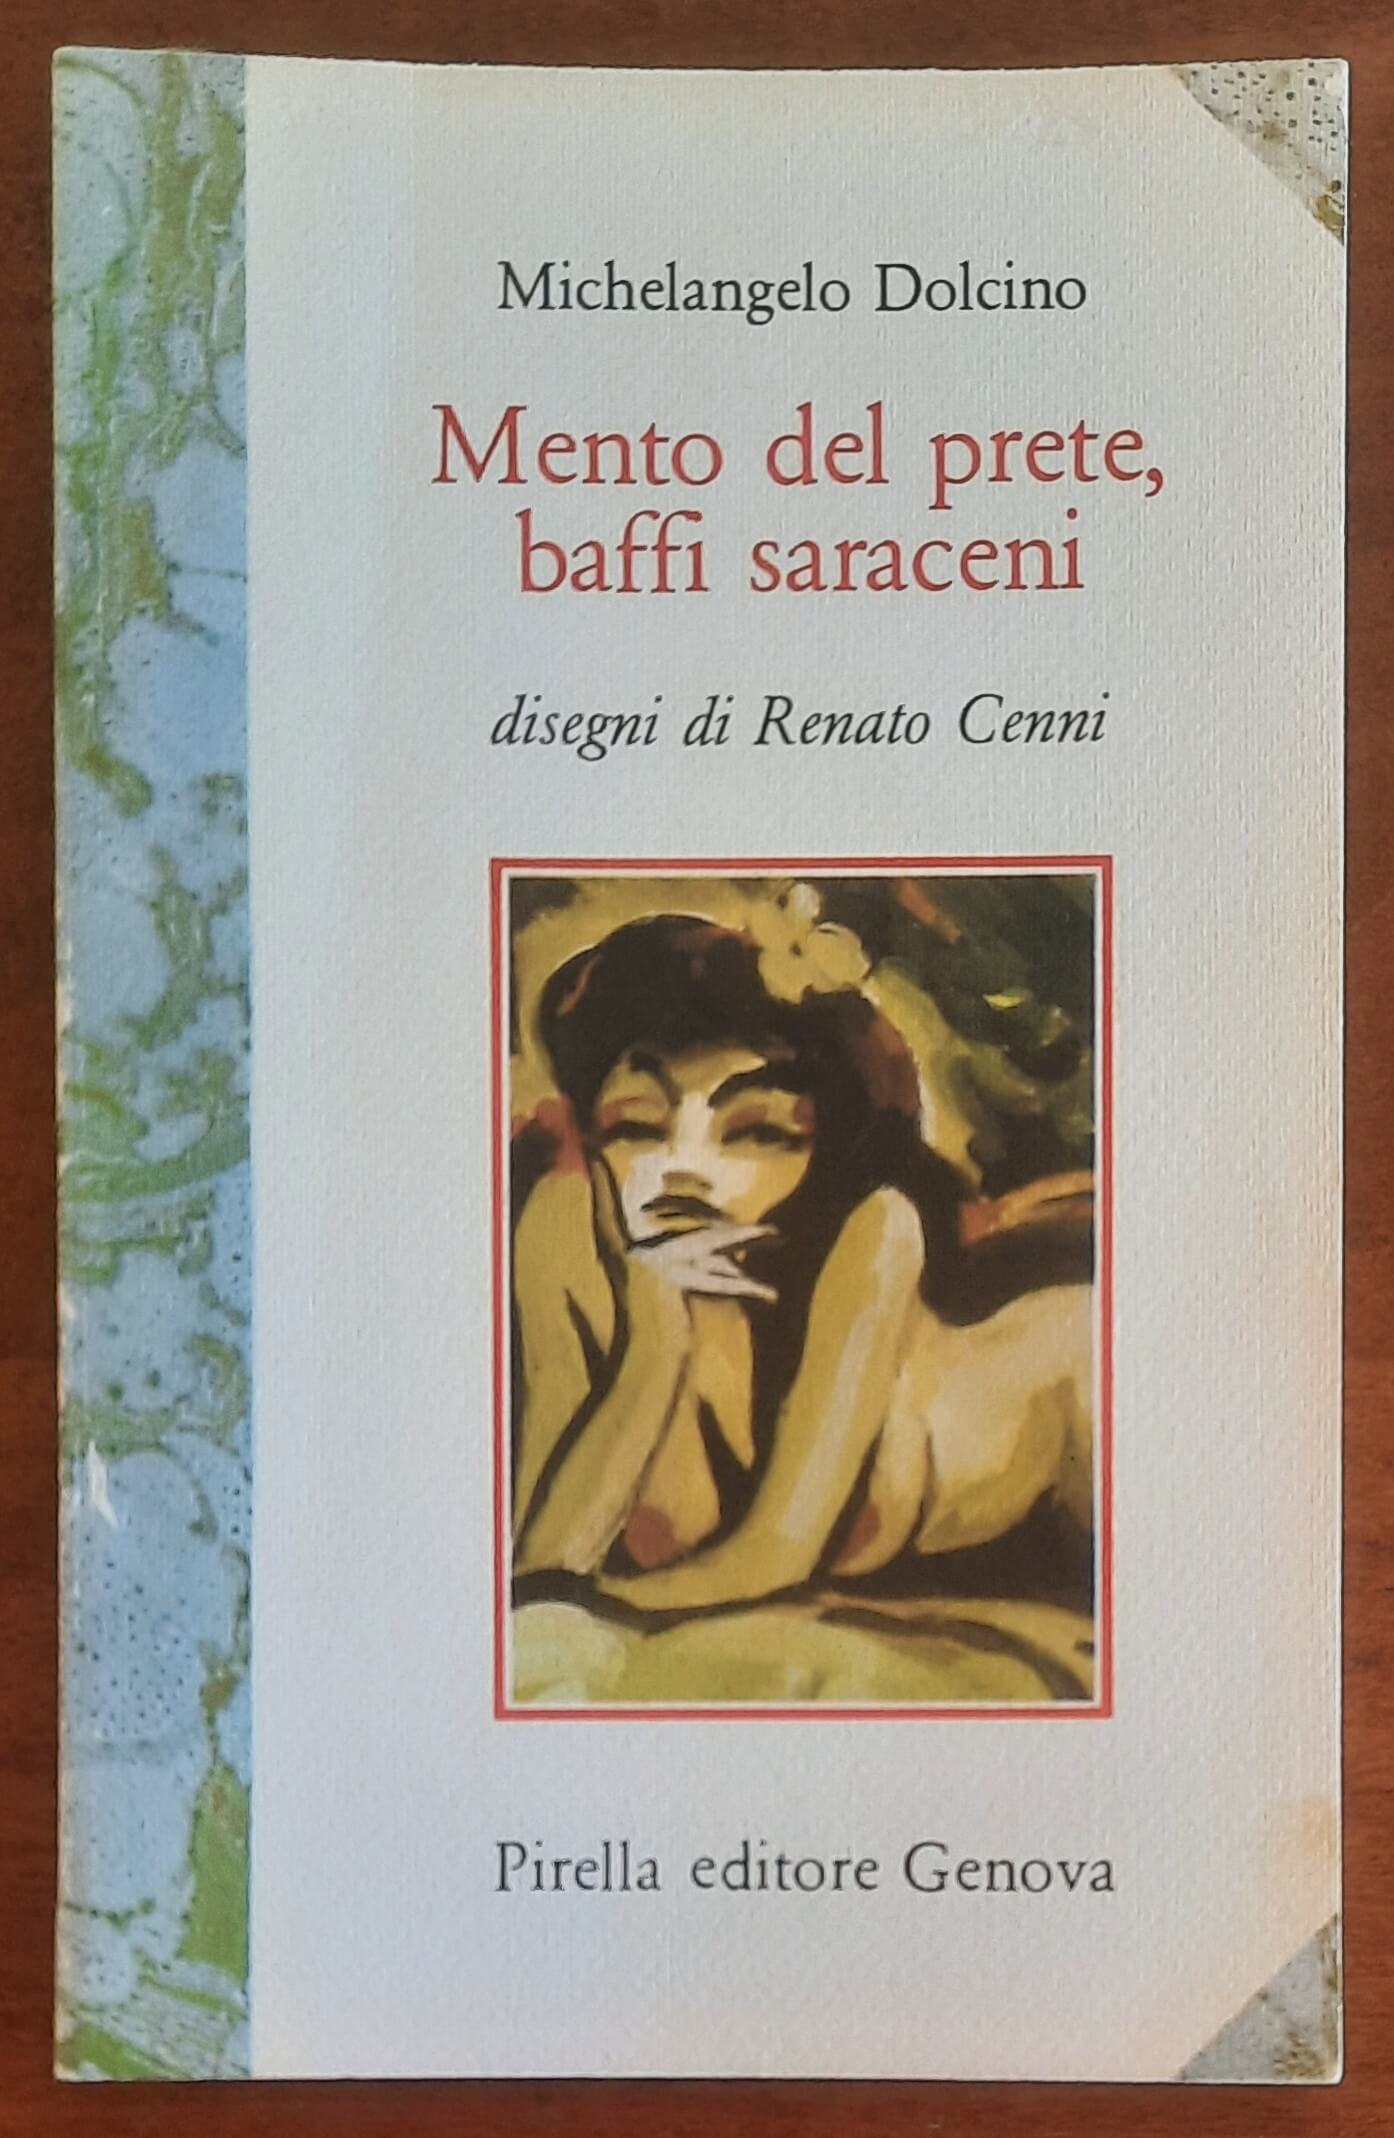 Michelangelo Dolcino
Mento del prete,
baffi saraceni
disegni di Renato Cenni
Pirella editore Genova